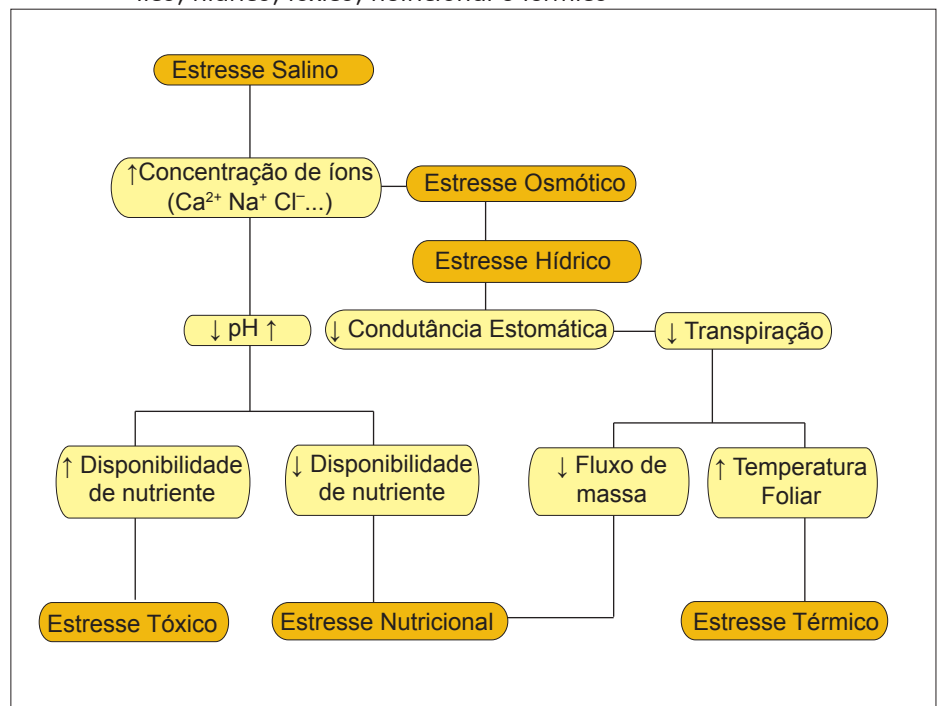 Estresse Salino
↑Concentração de íons
(Ca²⁺ Na⁺ Cl⁻...)
Estresse Osmótico
Estresse Hídrico
↓ pH ↑
↓ Condutância Estomática
↓ Transpiração
↑ Disponibilidade
de nutriente
↓ Disponibilidade
de nutriente
↓ Fluxo de
massa
↑ Temperatura
Foliar
Estresse Tóxico
Estresse Nutricional
Estresse Térmico